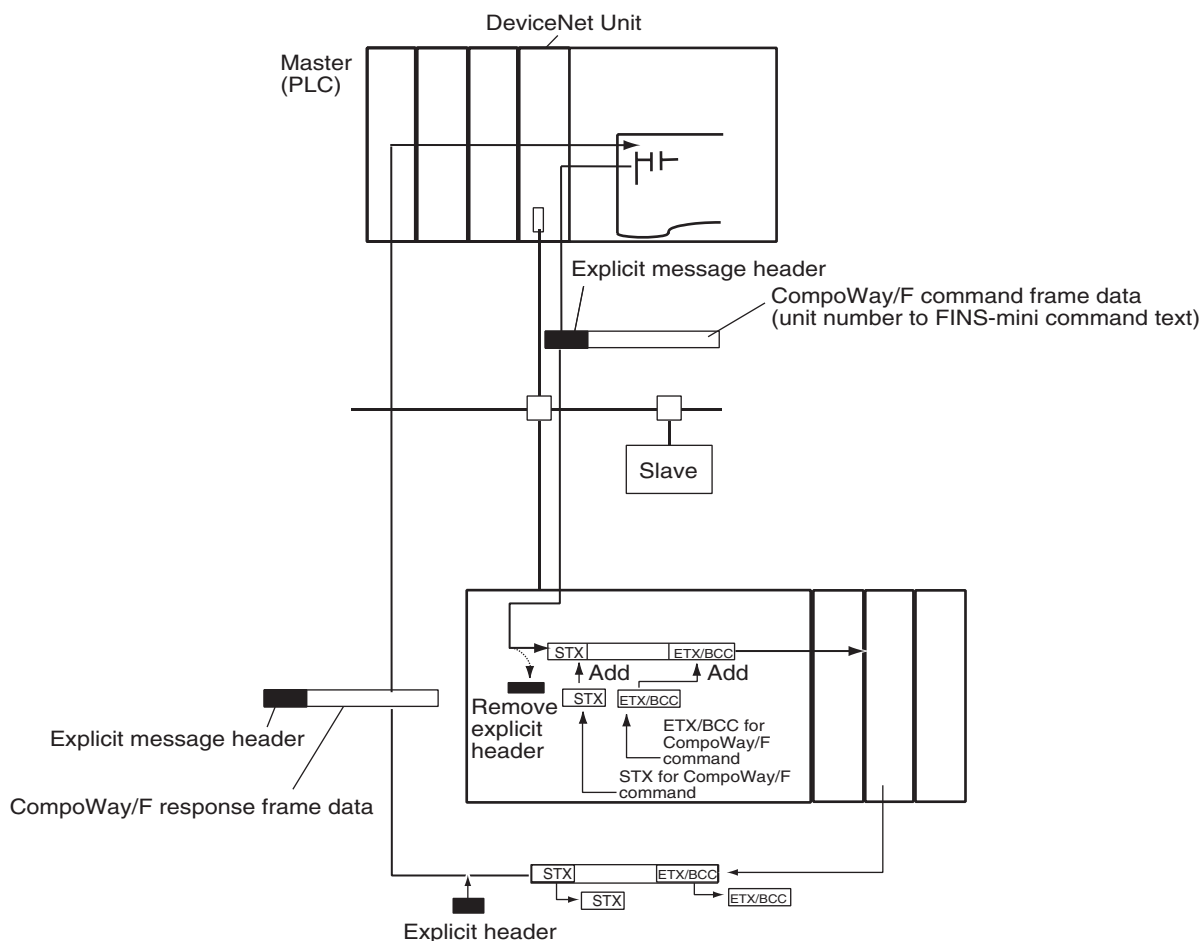 DeviceNet Unit
Master
(PLC)
Explicit message header
CompoWay/F command frame data
(unit number to FINS-mini command text)
Slave
STX
ETX/BCC
Add
Add
STX
ETX/BCC
Remove
explicit
header
ETX/BCC for
CompoWay/F
command
STX for CompoWay/F
command
Explicit message header
CompoWay/F response frame data
STX
ETX/BCC
STX
ETX/BCC
Explicit header